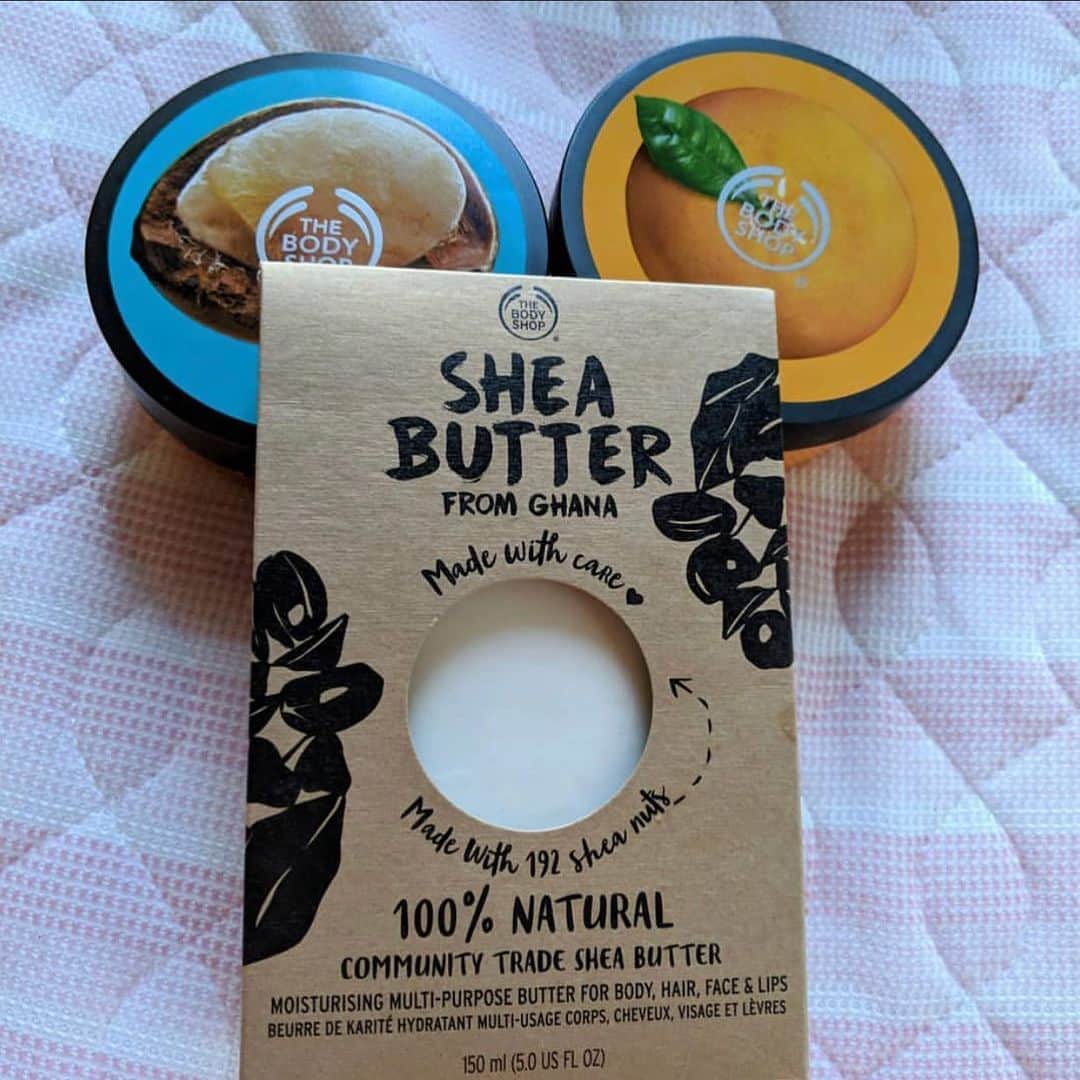 THE
BODY
SHOP
THE
BODY
SHOP
®
THE
BODY
SHOP
®
SHEA
BUTTER
FROM GHANA
Made with care
Made with 192 shea nuts
100% NATURAL
COMMUNITY TRADE SHEA BUTTER
MOISTURISING MULTI-PURPOSE BUTTER FOR BODY, HAIR, FACE & LIPS
BEURRE DE KARITÉ HYDRATANT MULTI-USAGE CORPS, CHEVEUX, VISAGE ET LÈVRES
150 ml (5.0 US FL OZ)